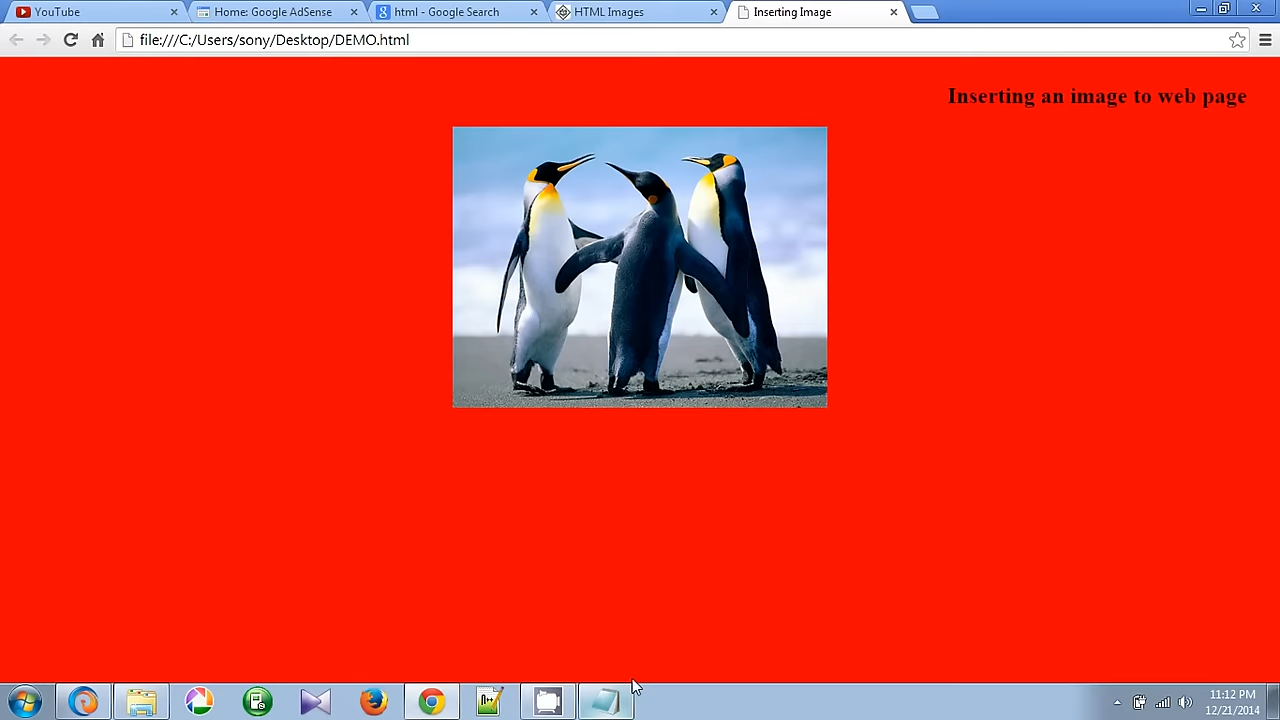 YouTube
Home: Google AdSense
html - Google Search
HTML Images
Inserting Image
file:///C:/Users/sony/Desktop/DEMO.html
Inserting an image to web page
11:12 PM
12/21/2014